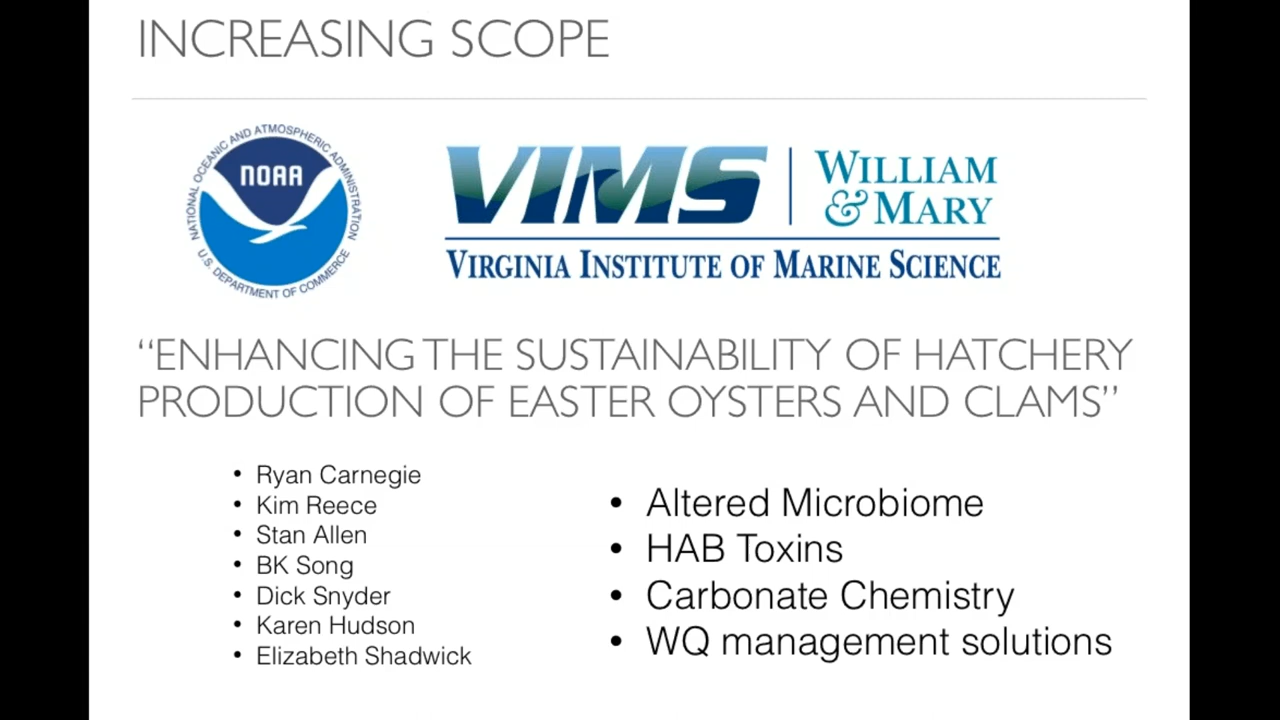 INCREASING SCOPE
NATIONAL OCEANIC AND ATMOSPHERIC ADMINISTRATION
NOAA
U.S. DEPARTMENT OF COMMERCE
VIMS
WILLIAM
& MARY
VIRGINIA INSTITUTE OF MARINE SCIENCE
“ENHANCING THE SUSTAINABILITY OF HATCHERY
PRODUCTION OF EASTER OYSTERS AND CLAMS”
• Ryan Carnegie
• Kim Reece
• Stan Allen
• BK Song
• Dick Snyder
• Karen Hudson
• Elizabeth Shadwick
• Altered Microbiome
• HAB Toxins
• Carbonate Chemistry
• WQ management solutions